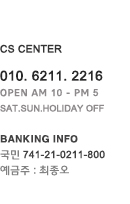 CS CENTER
010. 6211. 2216
OPEN AM 10 - PM 5
SAT.SUN.HOLIDAY OFF
BANKING INFO
국민 741-21-0211-800
예금주 : 최종오